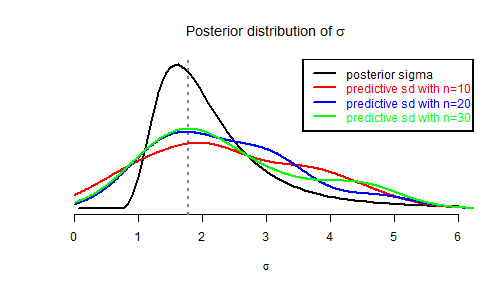 Posterior distribution of σ
posterior sigma
predictive sd with n=10
predictive sd with n=20
predictive sd with n=30
0 1 2 3 4 5 6
σ